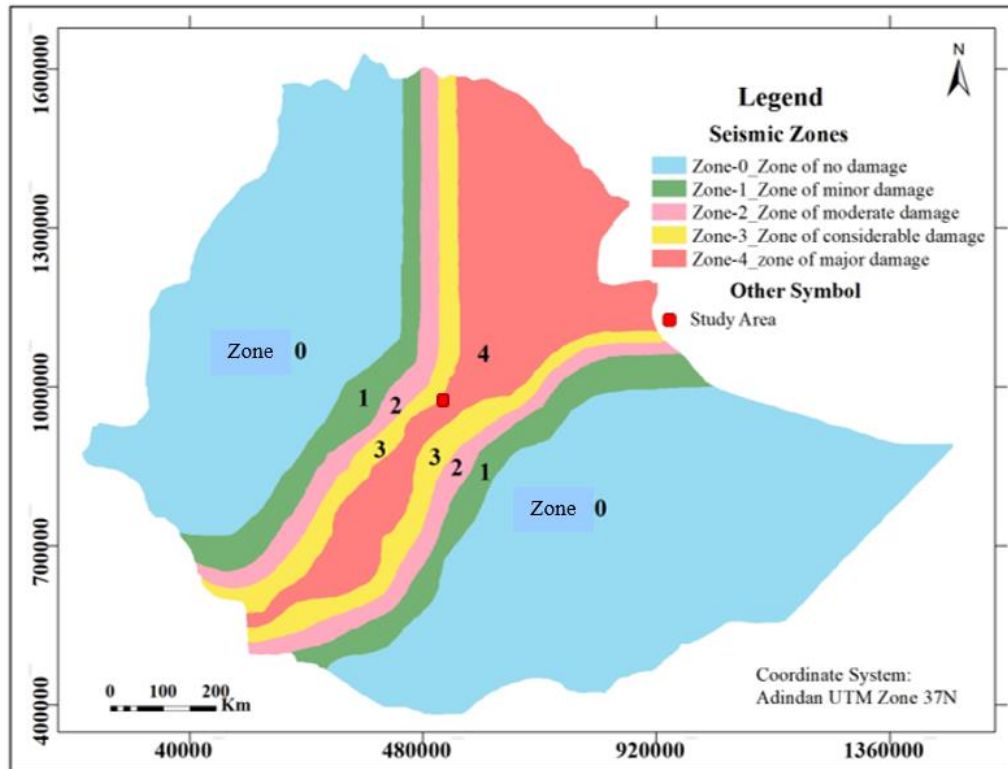 N
Legend
Seismic Zones
Zone-0_Zone of no damage
Zone-1_Zone of minor damage
Zone-2_Zone of moderate damage
Zone-3_Zone of considerable damage
Zone-4_zone of major damage
Other Symbol
Study Area
1600000
1300000
1000000
700000
400000
Zone 0
4
1
2
3
3
2
1
Zone 0
0 100 200
Km
Coordinate System:
Adindan UTM Zone 37N
40000 480000 920000 1360000